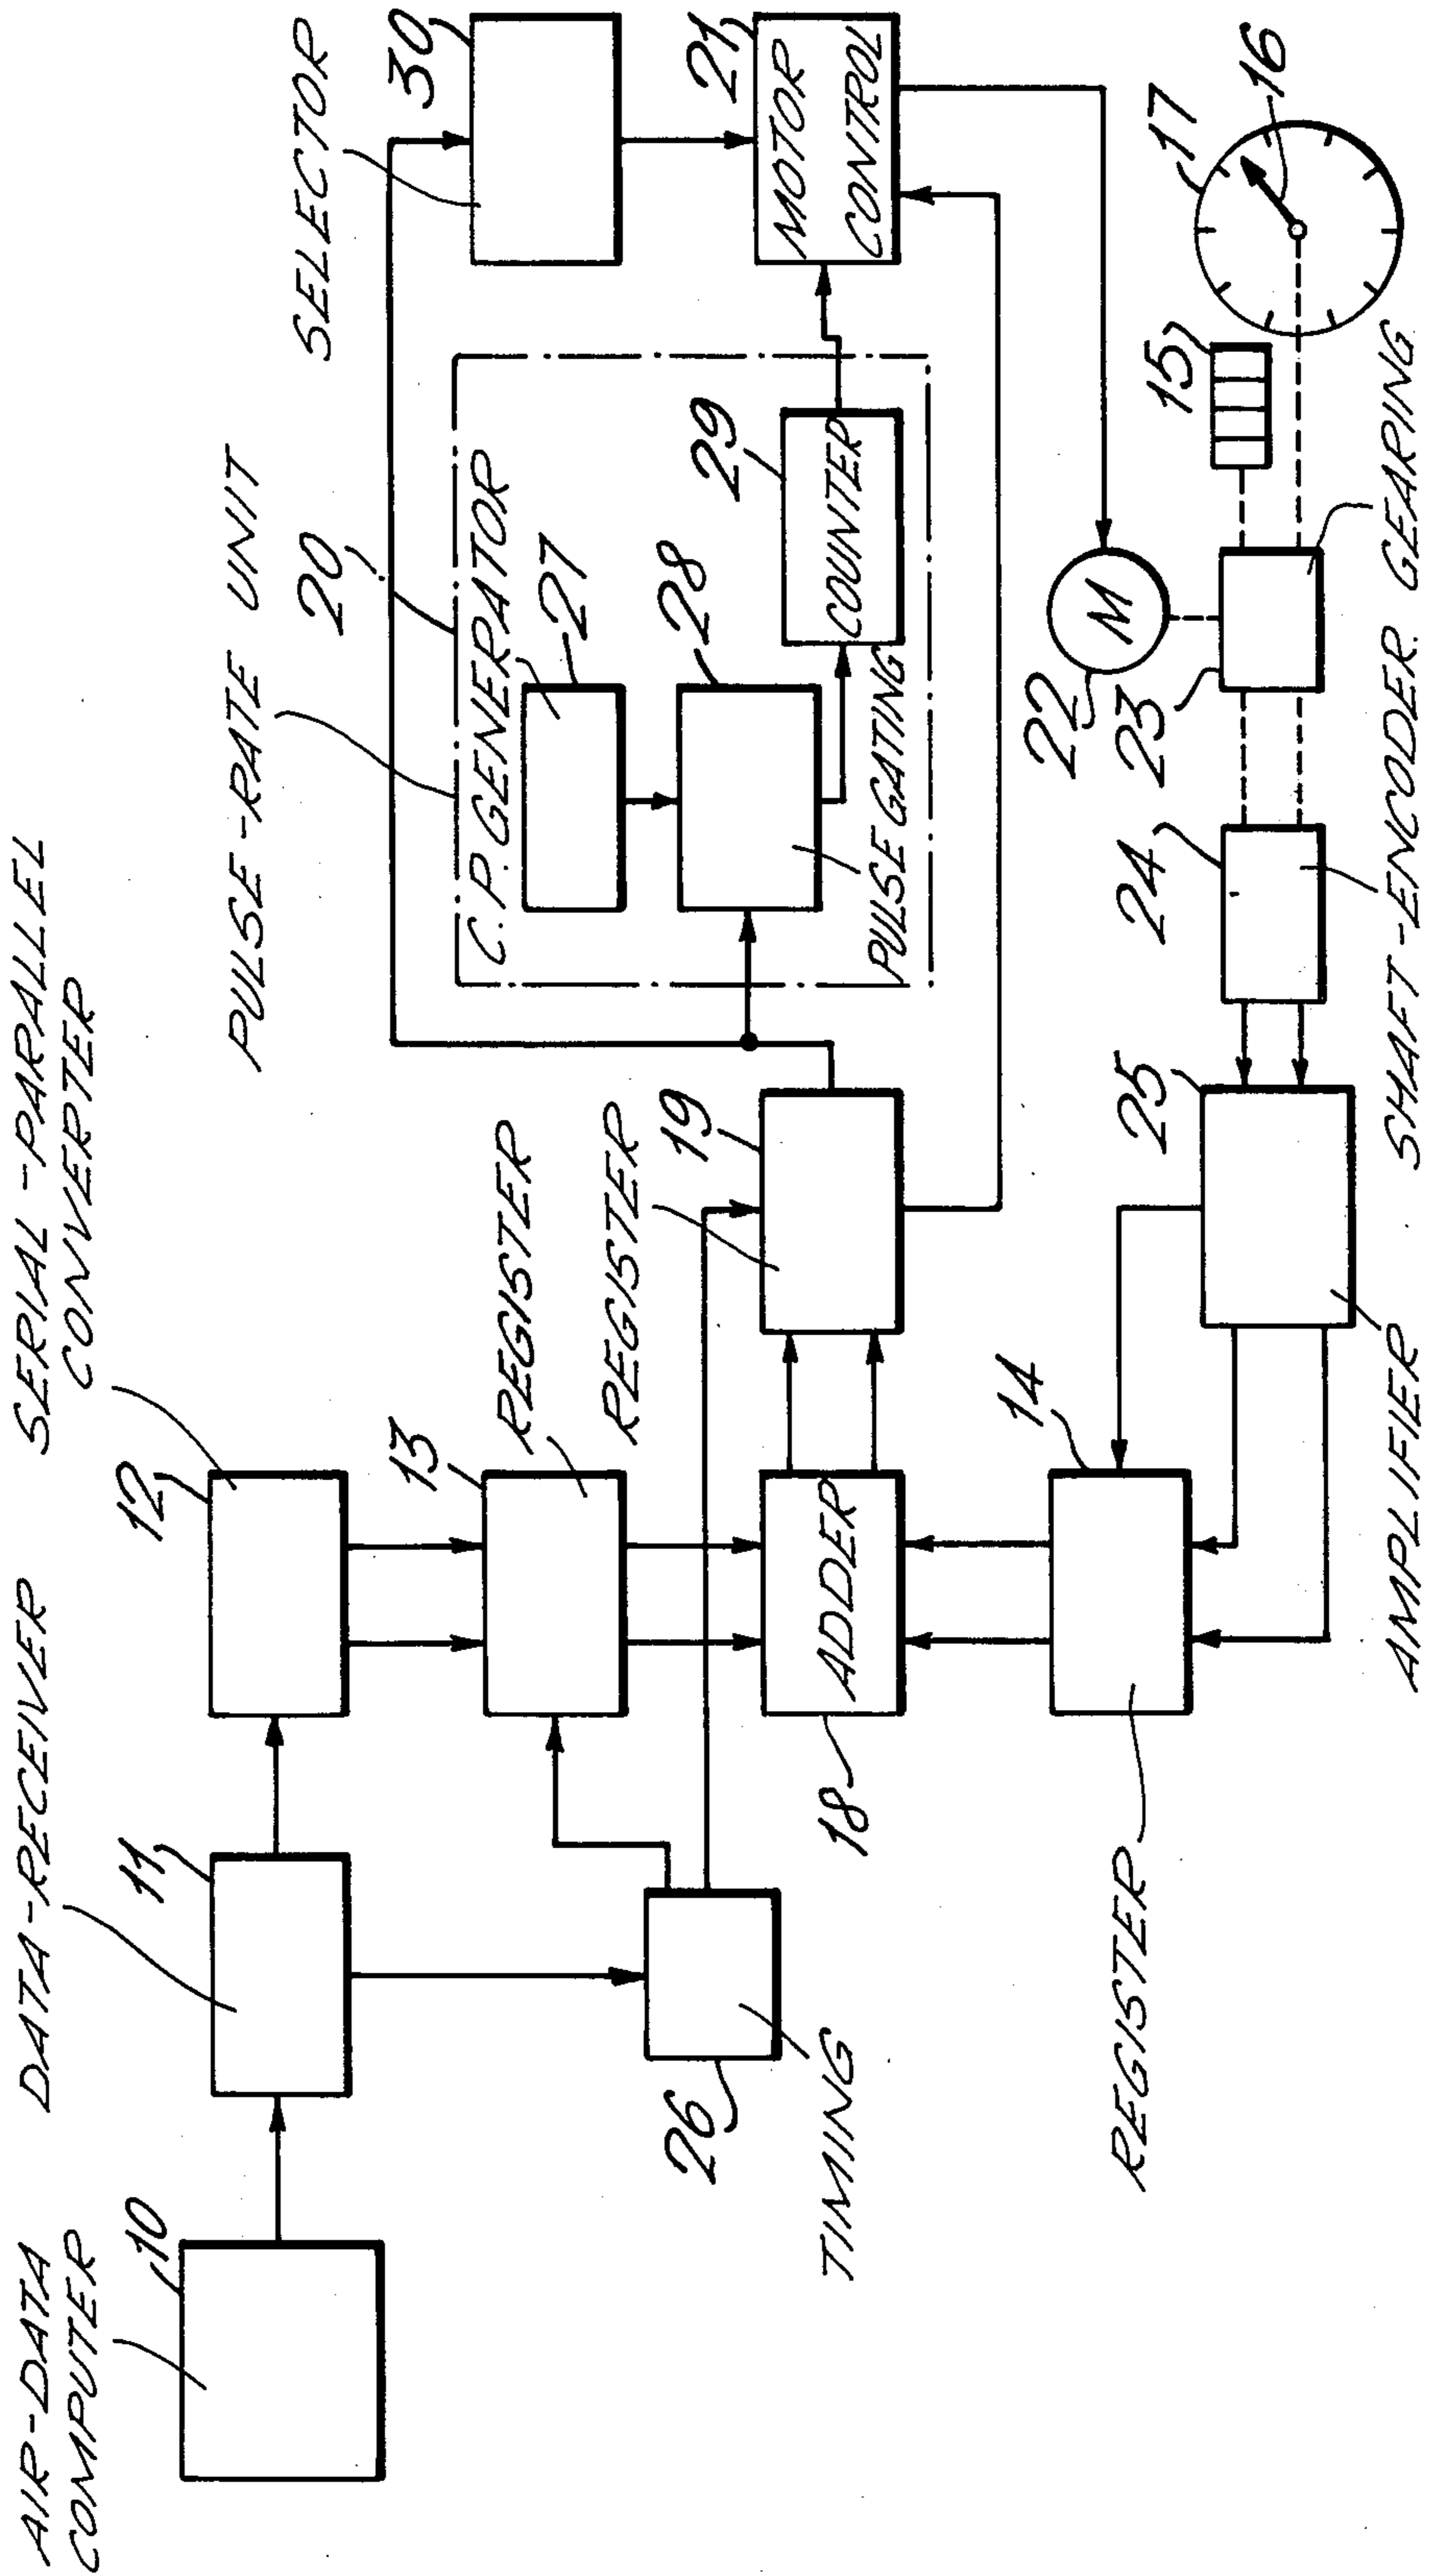 AIR-DATA
COMPUTER
10
DATA-RECEIVER
11
SERIAL-PARALLEL
CONVERTER
12
13
REGISTER
REGISTER
19
PULSE-RATE UNIT
20
C.P. GENERATOR
27
28
PULSE GATING
29
COUNTER
SELECTOR
30
21
MOTOR
CONTROL
26
TIMING
18
ADDER
14
REGISTER
25
AMPLIFIER
24
SHAFT-ENCODER
22
M
23
GEARING
15
17
16